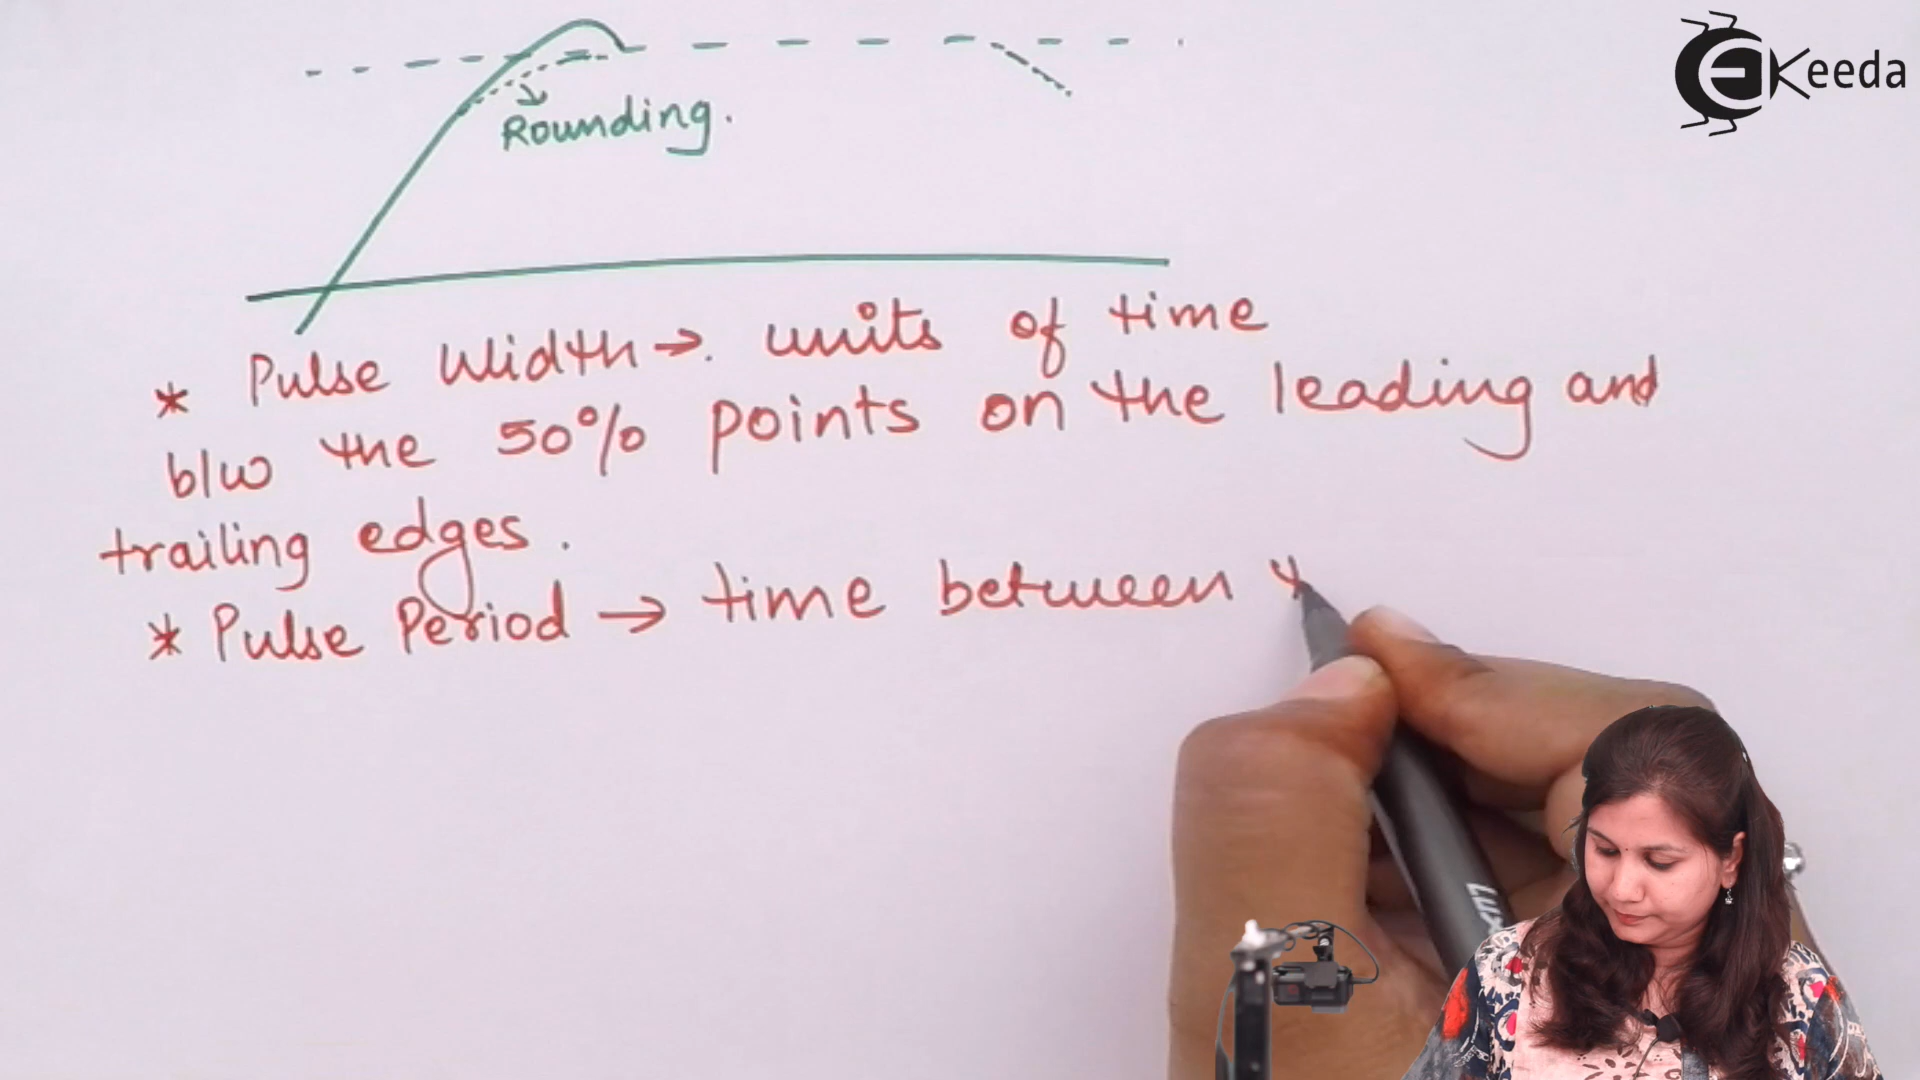 EKeeda
Rounding.
* Pulse Width →. units of time
b/w the 50% points on the leading and
trailing edges.
* Pulse Period → time between